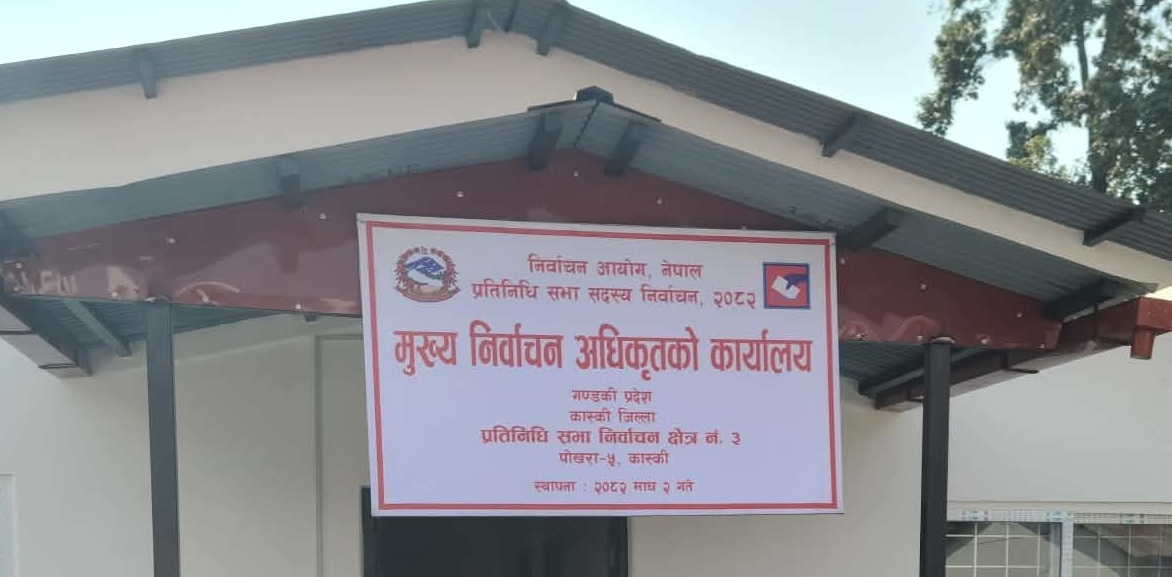 निर्वाचन आयोग, नेपाल
प्रतिनिधि सभा सदस्य निर्वाचन, २०८२
मुख्य निर्वाचन अधिकृतको कार्यालय
गण्डकी प्रदेश
कास्की जिल्ला
प्रतिनिधि सभा निर्वाचन क्षेत्र नं. ३
पोखरा-५, कास्की
स्थापना : २०८२ माघ २ गते